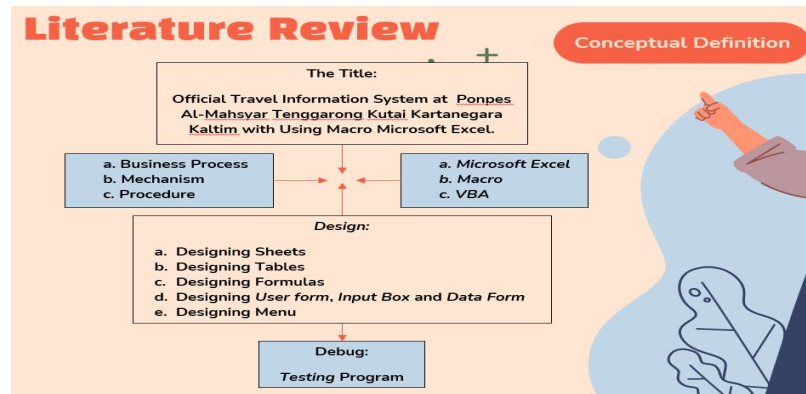 Literature Review
Conceptual Definition
The Title:
Official Travel Information System at Ponpes
Al-Mahsyar Tenggarong Kutai Kartanegara
Kaltim with Using Macro Microsoft Excel.
a. Business Process
b. Mechanism
c. Procedure
a. Microsoft Excel
b. Macro
c. VBA
Design:
a. Designing Sheets
b. Designing Tables
c. Designing Formulas
d. Designing User form, Input Box and Data Form
e. Designing Menu
Debug:
Testing Program